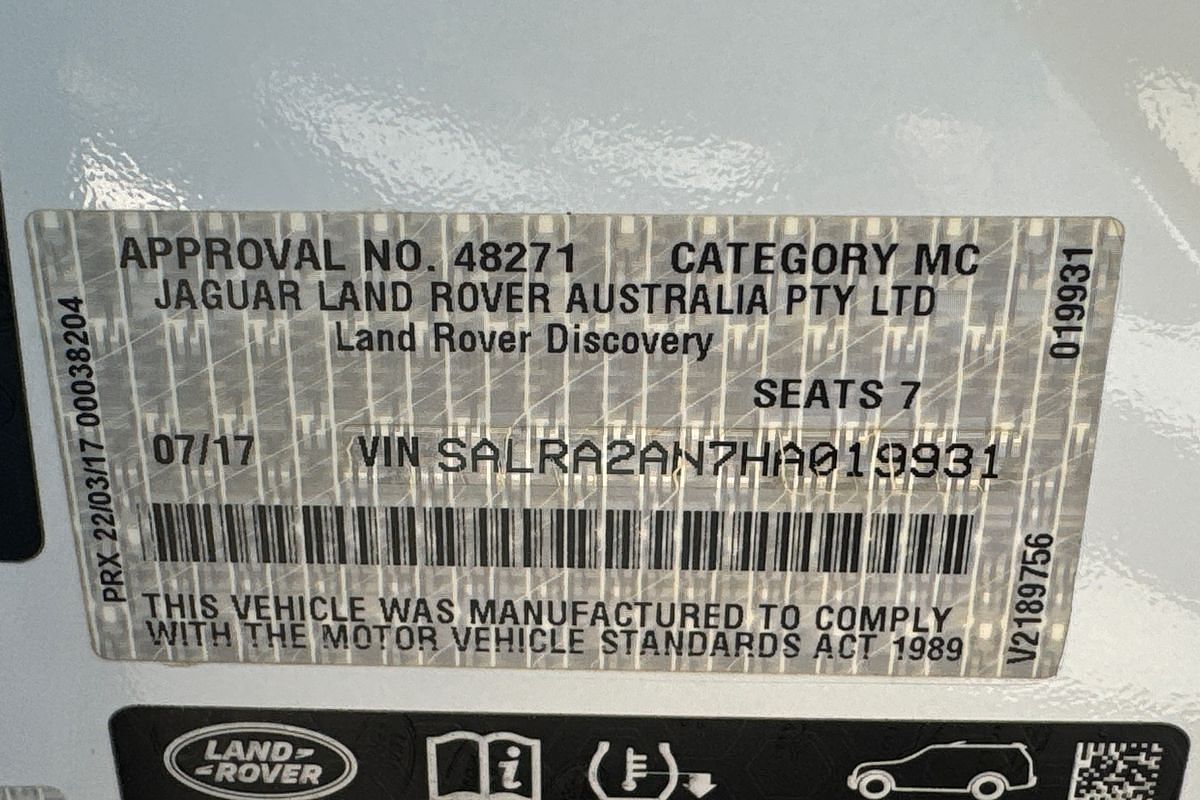 APPROVAL NO. 48271 CATEGORY MC
JAGUAR LAND ROVER AUSTRALIA PTY LTD
Land Rover Discovery
SEATS 7
07/17 VIN SALRA2AN7HA019931
THIS VEHICLE WAS MANUFACTURED TO COMPLY
WITH THE MOTOR VEHICLE STANDARDS ACT 1989
PRX 22/03/17 00038204
019931
V2189756
LAND
ROVER
i